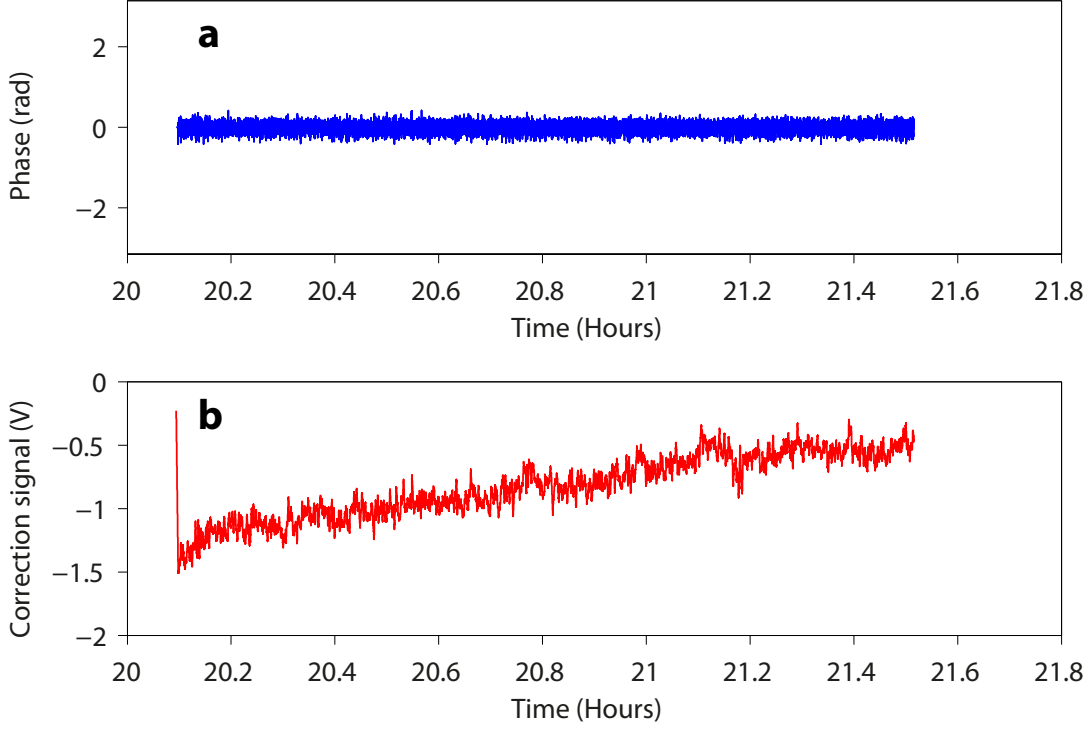 a
Phase (rad)
2
0
−2
20 20.2 20.4 20.6 20.8 21 21.2 21.4 21.6 21.8
Time (Hours)
b
Correction signal (V)
0
−0.5
−1
−1.5
−2
20 20.2 20.4 20.6 20.8 21 21.2 21.4 21.6 21.8
Time (Hours)